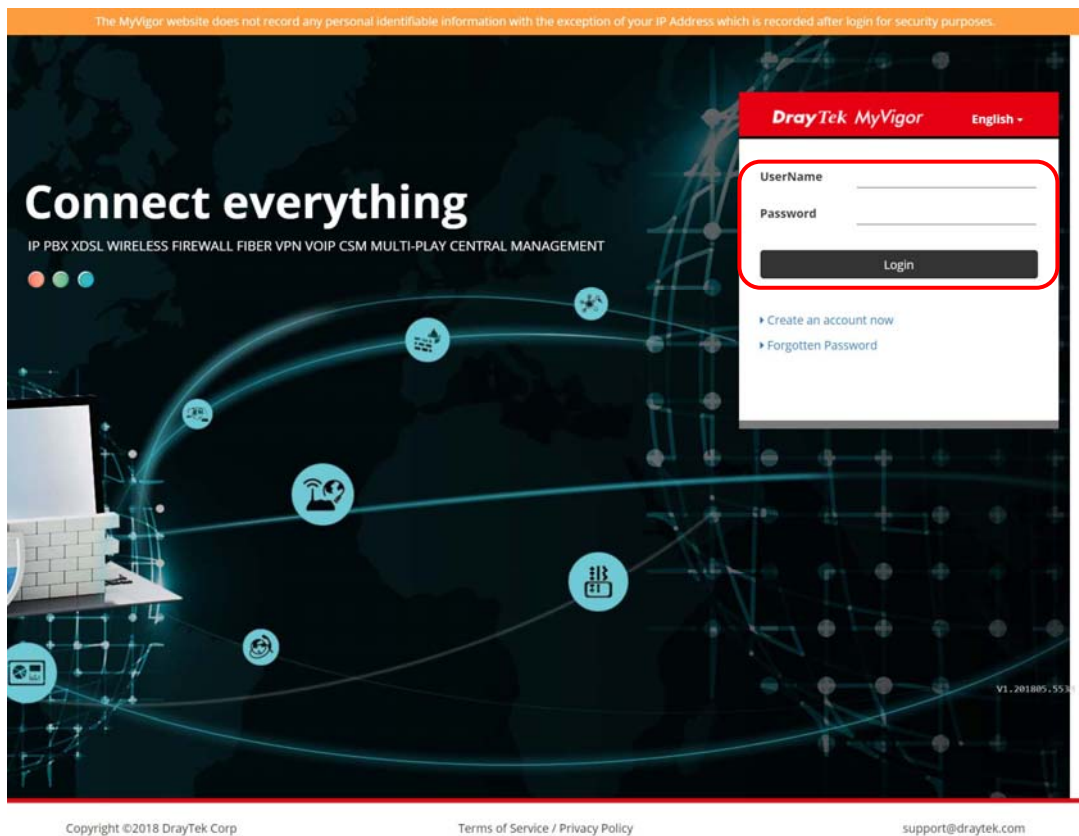 The MyVigor website does not record any personal identifiable information with the exception of your IP Address which is recorded after login for security purposes.
DrayTek MyVigor English
UserName
Password
Login
Create an account now
Forgotten Password
Connect everything
IP PBX XDSL WIRELESS FIREWALL FIBER VPN VOIP CSM MULTI-PLAY CENTRAL MANAGEMENT
Copyright ©2018 DrayTek Corp
Terms of Service / Privacy Policy
support@draytek.com